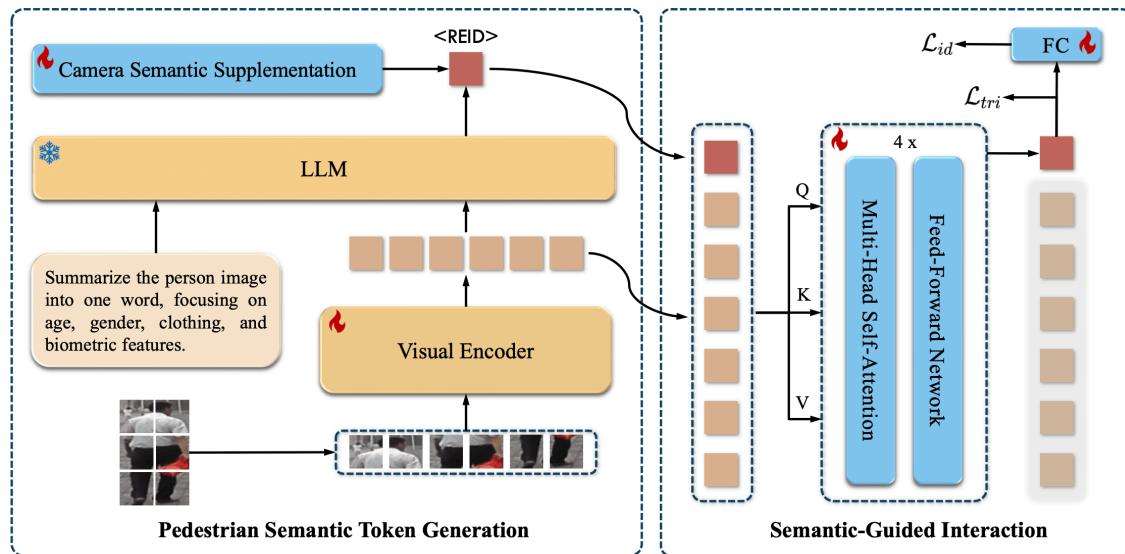 <REID>
Camera Semantic Supplementation
LLM
Summarize the person image
into one word, focusing on
age, gender, clothing, and
biometric features.
Visual Encoder
Pedestrian Semantic Token Generation
FC
ℒid
ℒtri
4 x
Q
K
V
Multi-Head Self-Attention
Feed-Forward Network
Semantic-Guided Interaction